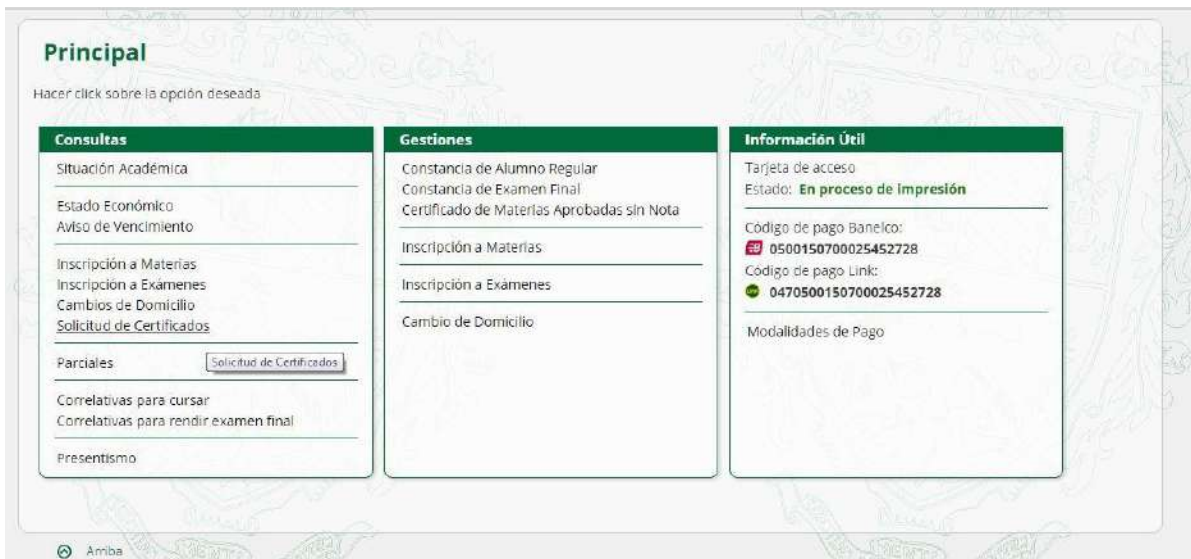 Principal
Hacer click sobre la opción deseada
Consultas
Situación Académica
Estado Económico
Aviso de Vencimiento
Inscripción a Materias
Inscripción a Exámenes
Cambios de Domicilio
Solicitud de Certificados
Parciales
Solicitud de Certificados
Correlativas para cursar
Correlativas para rendir examen final
Presentismo
Gestiones
Constancia de Alumno Regular
Constancia de Examen Final
Certificado de Materias Aprobadas sin Nota
Inscripción a Materias
Inscripción a Exámenes
Cambio de Domicilio
Información Útil
Tarjeta de acceso
Estado: En proceso de impresión
Código de pago Banelco:
0500150700025452728
Código de pago Link:
0470500150700025452728
Modalidades de Pago
Arriba